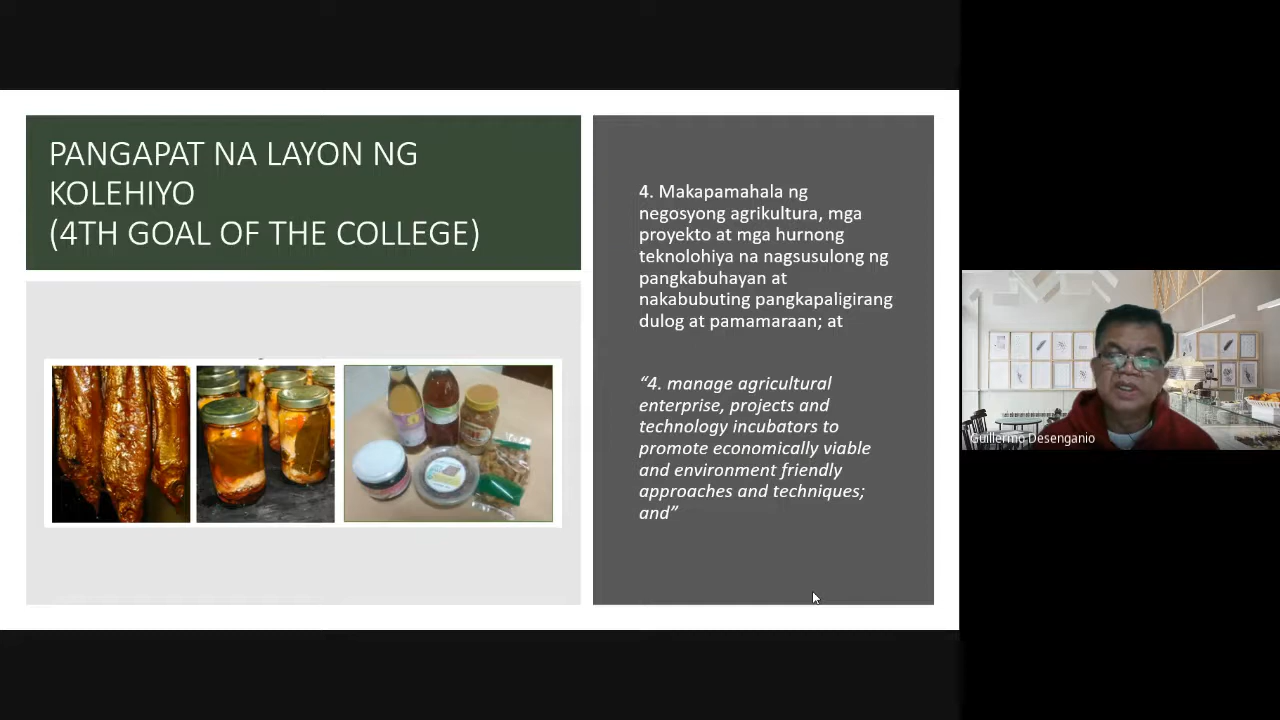 PANGAPAT NA LAYON NG
KOLEHIYO
(4TH GOAL OF THE COLLEGE)
4. Makapamahala ng
negosyong agrikultura, mga
proyekto at mga hurnong
teknolohiya na nagsusulong ng
pangkabuhayan at
nakabubuting pangkapaligirang
dulog at pamamaraan; at
“4. manage agricultural
enterprise, projects and
technology incubators to
promote economically viable
and environment friendly
approaches and techniques;
and”
Guillermo Desenganio